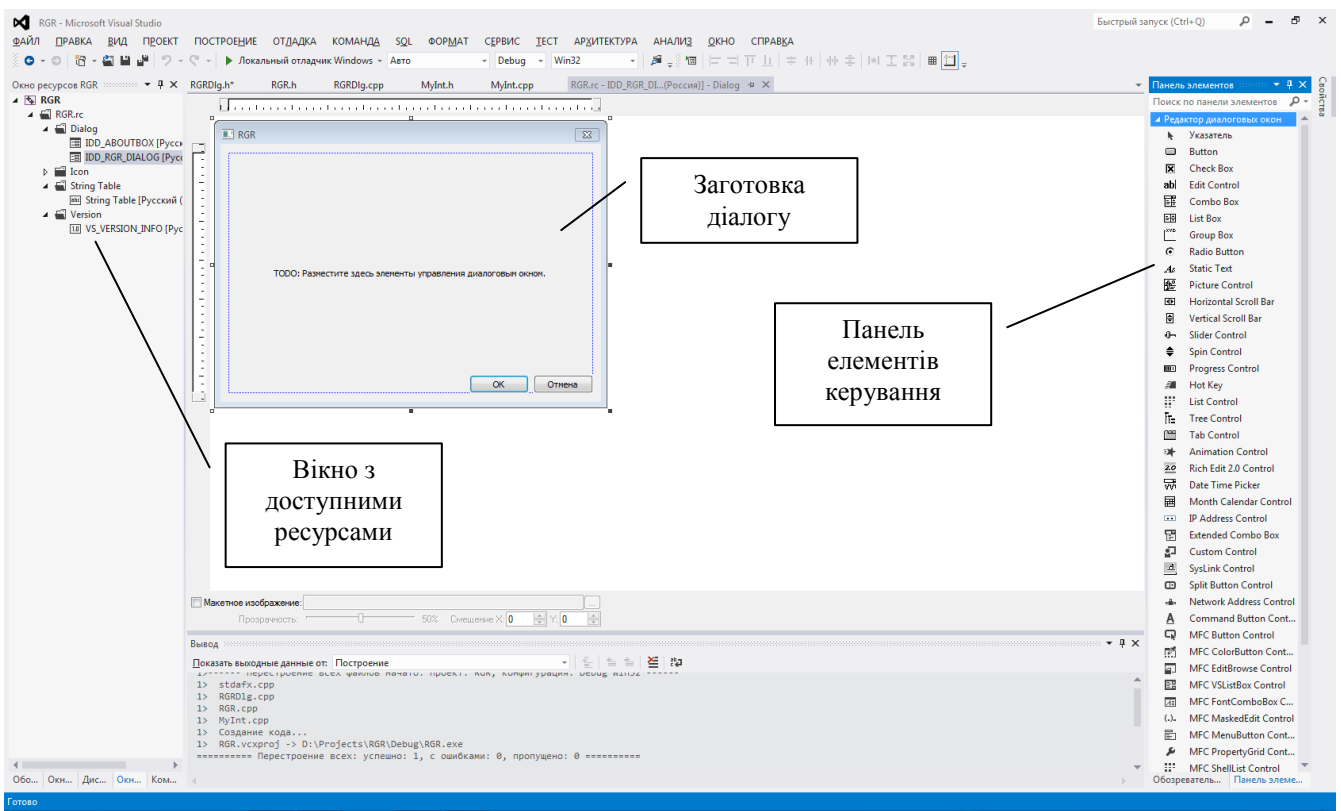 RGR - Microsoft Visual Studio
Быстрый запуск (Ctrl+Q)
ФАЙЛ ПРАВКА ВИД ПРОЕКТ ПОСТРОЕНИЕ ОТЛАДКА КОМАНДА SQL ФОРМАТ СЕРВИС ТЕСТ АРХИТЕКТУРА АНАЛИЗ ОКНО СПРАВКА
Локальный отладчик Windows Авто Debug Win32
Окно ресурсов RGR
RGRDlg.h* RGR.h RGRDlg.cpp MyInt.h MyInt.cpp RGR.rc - IDD_RGR_DI...(Россия)] - Dialog
RGR
RGR.rc
Dialog
IDD_ABOUTBOX [Русск
IDD_RGR_DIALOG [Русс
Icon
String Table
String Table [Русский (
Version
VS_VERSION_INFO [Рус
RGR
TODO: Разместите здесь элементы управления диалоговым окном.
OK Отмена
Заготовка
діалогу
Панель
елементів
керування
Вікно з
доступними
ресурсами
Макетное изображение: ...
Прозрачность: 50% Смещение X: 0 Y: 0
Вывод
Показать выходные данные от: Построение
1>------ Перестроение всех файлов начато: проект: RGR, Конфигурация: Debug Win32 ------
1> stdafx.cpp
1> RGRDlg.cpp
1> RGR.cpp
1> MyInt.cpp
1> Создание кода...
1> RGR.vcxproj -> D:\Projects\RGR\Debug\RGR.exe
========== Перестроение всех: успешно: 1, с ошибками: 0, пропущено: 0 ==========
Обо... Окн... Дис... Окн... Ком...
Панель элементов
Поиск по панели элементов
Редактор диалоговых окон
Указатель
Button
Check Box
Edit Control
Combo Box
List Box
Group Box
Radio Button
Static Text
Picture Control
Horizontal Scroll Bar
Vertical Scroll Bar
Slider Control
Spin Control
Progress Control
Hot Key
List Control
Tree Control
Tab Control
Animation Control
Rich Edit 2.0 Control
Date Time Picker
Month Calendar Control
IP Address Control
Extended Combo Box
Custom Control
SysLink Control
Split Button Control
Network Address Control
Command Button Cont...
MFC Button Control
MFC ColorButton Cont...
MFC EditBrowse Control
MFC VSListBox Control
MFC FontComboBox C...
MFC MaskedEdit Control
MFC MenuButton Cont...
MFC PropertyGrid Cont...
MFC ShellList Control
Обозреватель... Панель элеме...
Свойства
Готово